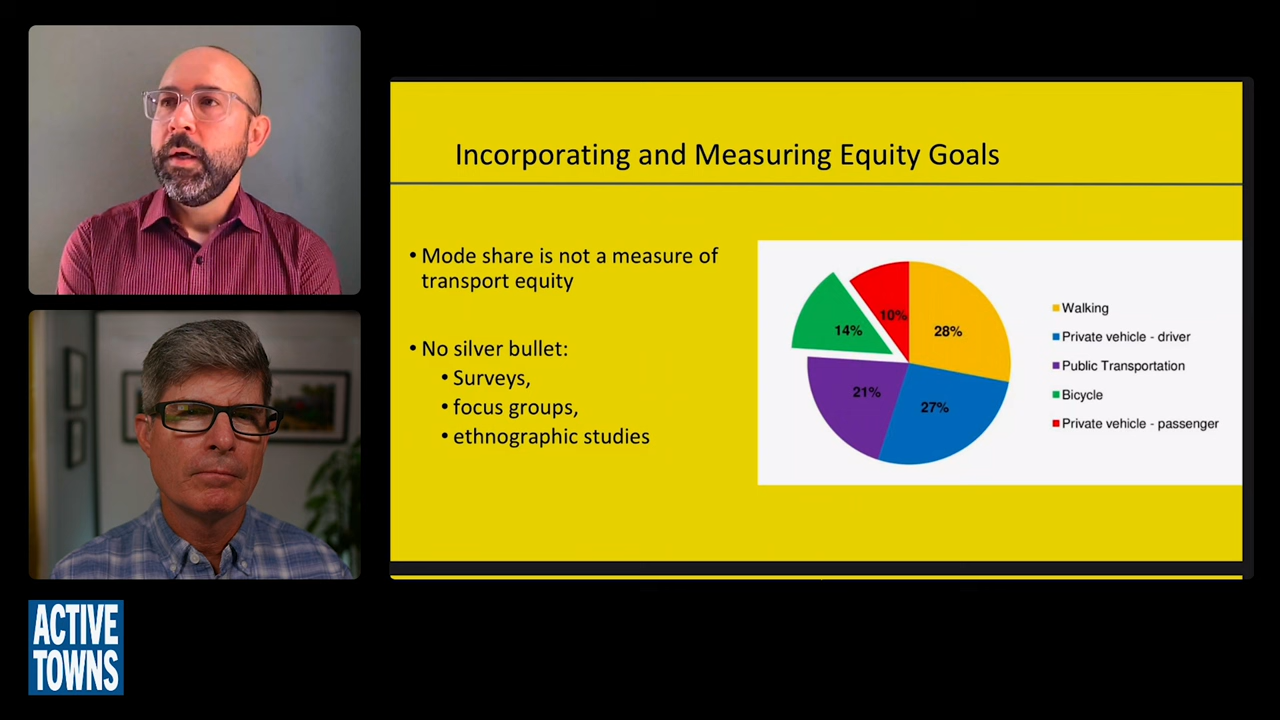 Incorporating and Measuring Equity Goals
• Mode share is not a measure of
transport equity
• No silver bullet:
• Surveys,
• focus groups,
• ethnographic studies
10%
28%
14%
21%
27%
Walking
Private vehicle - driver
Public Transportation
Bicycle
Private vehicle - passenger
ACTIVE
TOWNS